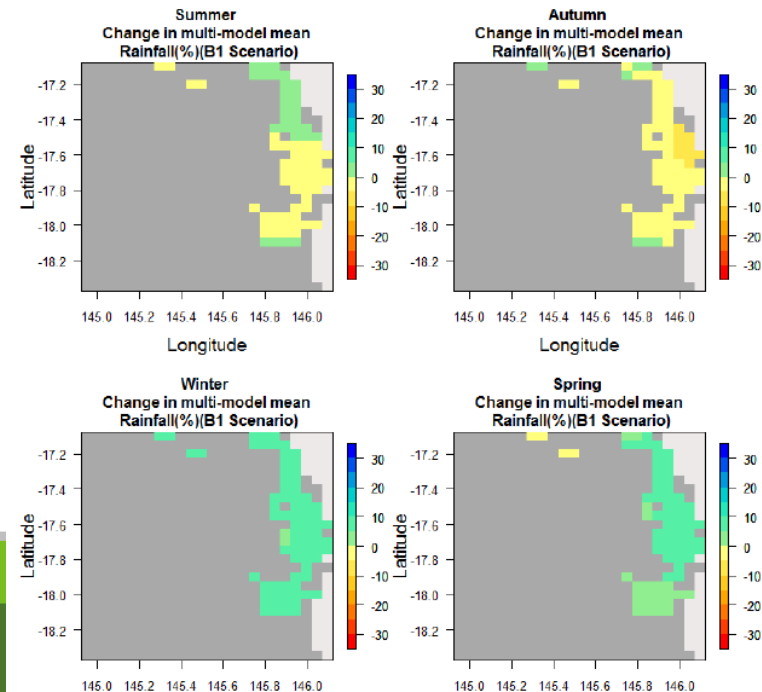 Summer
Change in multi-model mean
Rainfall(%)(B1 Scenario)
Latitude
-17.2
-17.4
-17.6
-17.8
-18.0
-18.2
145.0 145.2 145.4 145.6 145.8 146.0
Longitude
30
20
10
0
-10
-20
-30
Autumn
Change in multi-model mean
Rainfall(%)(B1 Scenario)
Latitude
-17.2
-17.4
-17.6
-17.8
-18.0
-18.2
145.0 145.2 145.4 145.6 145.8 146.0
Longitude
30
20
10
0
-10
-20
-30
Winter
Change in multi-model mean
Rainfall(%)(B1 Scenario)
Latitude
-17.2
-17.4
-17.6
-17.8
-18.0
-18.2
145.0 145.2 145.4 145.6 145.8 146.0
30
20
10
0
-10
-20
-30
Spring
Change in multi-model mean
Rainfall(%)(B1 Scenario)
Latitude
-17.2
-17.4
-17.6
-17.8
-18.0
-18.2
145.0 145.2 145.4 145.6 145.8 146.0
30
20
10
0
-10
-20
-30